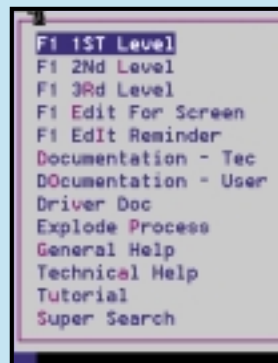 F1 1ST Level
F1 2Nd Level
F1 3Rd Level
F1 Edit For Screen
F1 EdIt Reminder
Documentation - Tec
DOcumentation - User
Driver Doc
Explode Process
General Help
Technical Help
Tutorial
Super Search